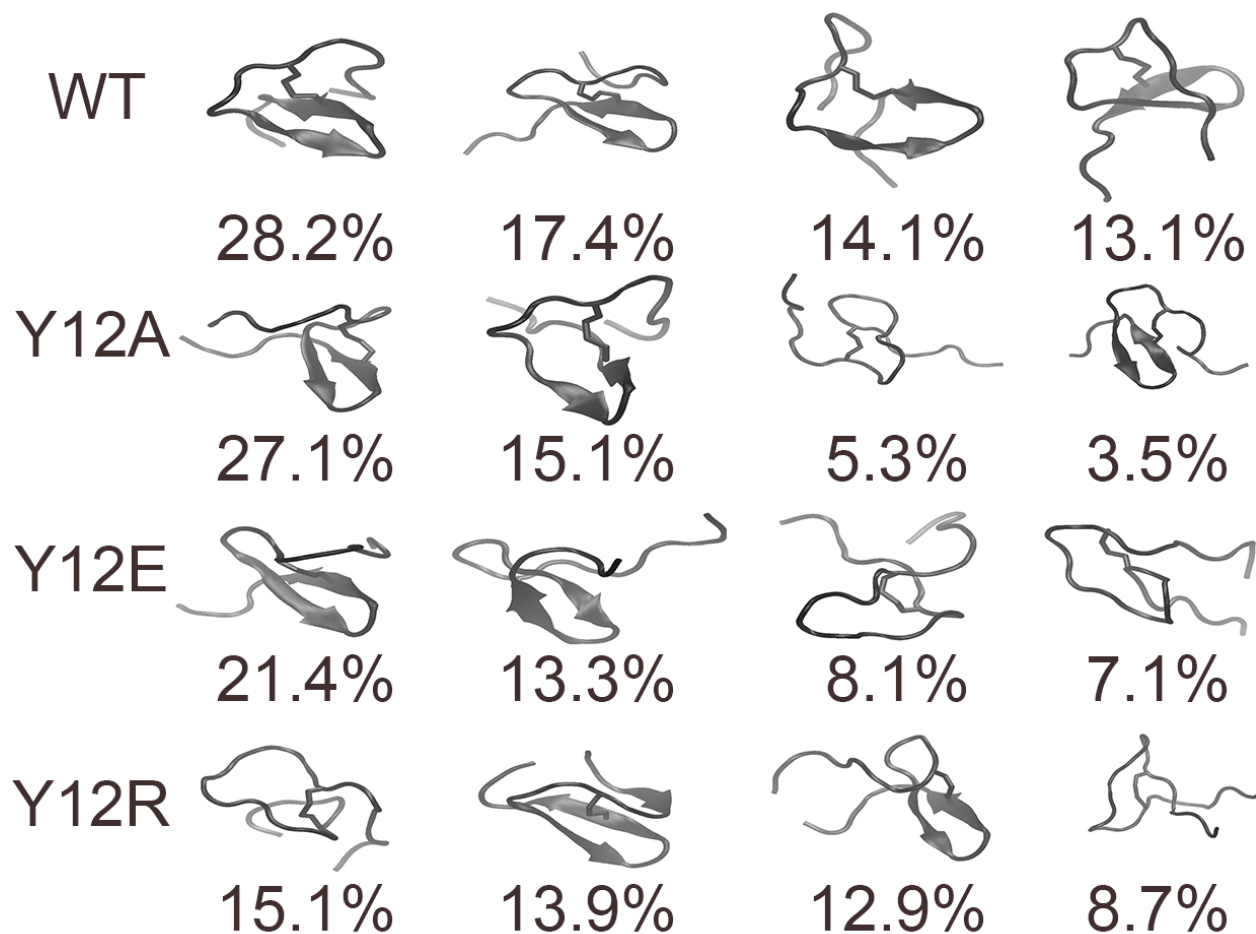 WT
28.2% 17.4% 14.1% 13.1%
Y12A
27.1% 15.1% 5.3% 3.5%
Y12E
21.4% 13.3% 8.1% 7.1%
Y12R
15.1% 13.9% 12.9% 8.7%